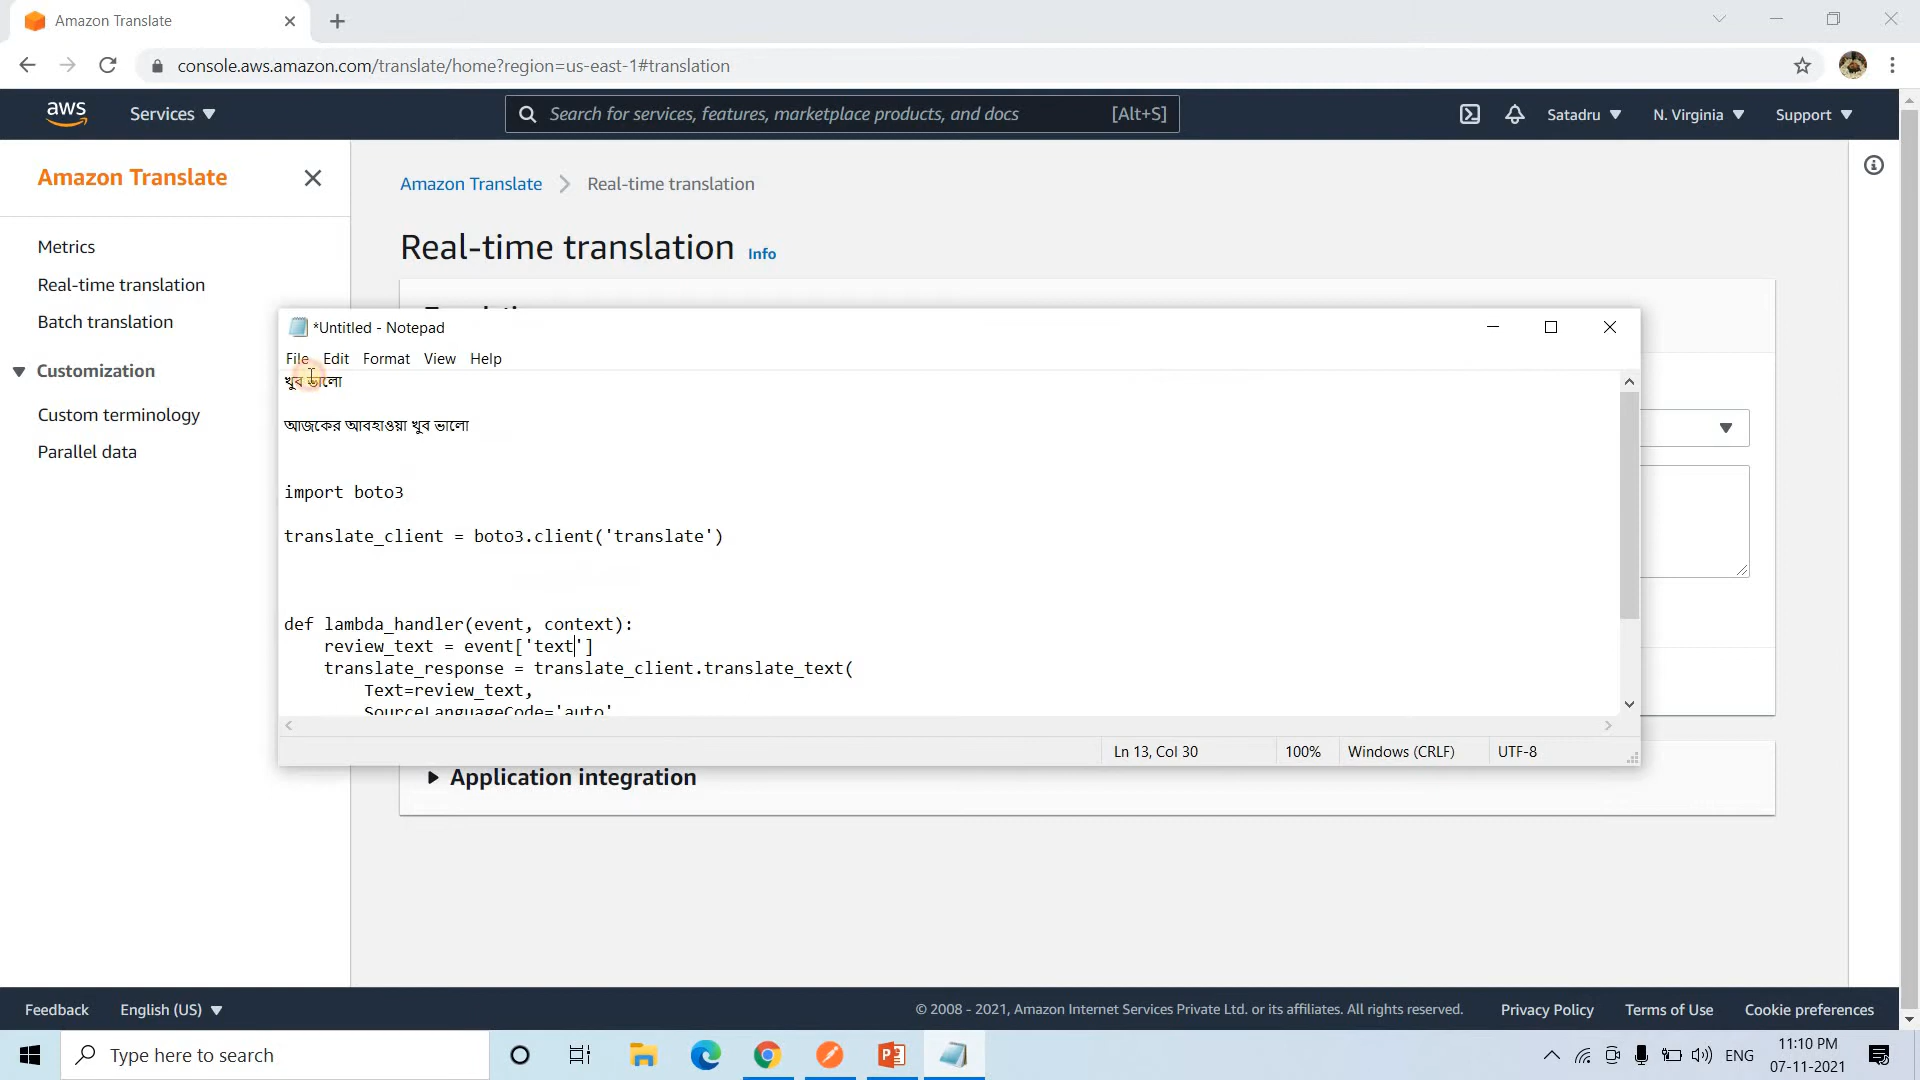 Amazon Translate
console.aws.amazon.com/translate/home?region=us-east-1#translation
aws
Services
Search for services, features, marketplace products, and docs
[Alt+S]
Satadru
N. Virginia
Support
Amazon Translate
Metrics
Real-time translation
Batch translation
Customization
Custom terminology
Parallel data
Amazon Translate
Real-time translation
Real-time translation Info
*Untitled - Notepad
File Edit Format View Help
খুব ভালো
আজকের আবহাওয়া খুব ভালো
import boto3
translate_client = boto3.client('translate')
def lambda_handler(event, context):
review_text = event['text']
translate_response = translate_client.translate_text(
Text=review_text,
SourceLanguageCode='auto'
Ln 13, Col 30
100%
Windows (CRLF)
UTF-8
Application integration
Feedback
English (US)
© 2008 - 2021, Amazon Internet Services Private Ltd. or its affiliates. All rights reserved.
Privacy Policy
Terms of Use
Cookie preferences
Type here to search
ENG
11:10 PM
07-11-2021